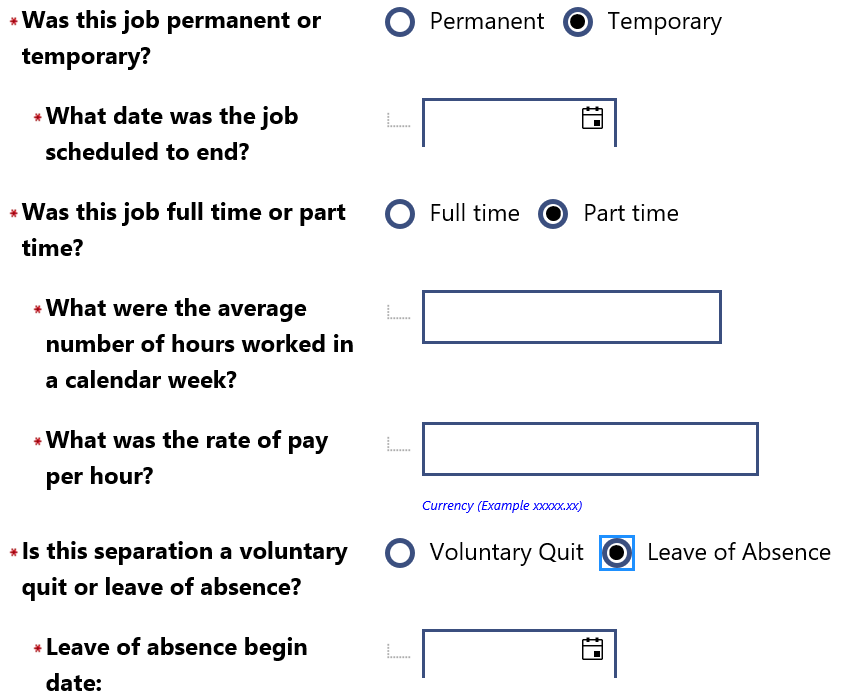 *Was this job permanent or
temporary?
Permanent Temporary
*What date was the job
scheduled to end?
*Was this job full time or part
time?
Full time Part time
*What were the average
number of hours worked in
a calendar week?
*What was the rate of pay
per hour?
Currency (Example xxxxx.xx)
*Is this separation a voluntary
quit or leave of absence?
Voluntary Quit Leave of Absence
*Leave of absence begin
date: